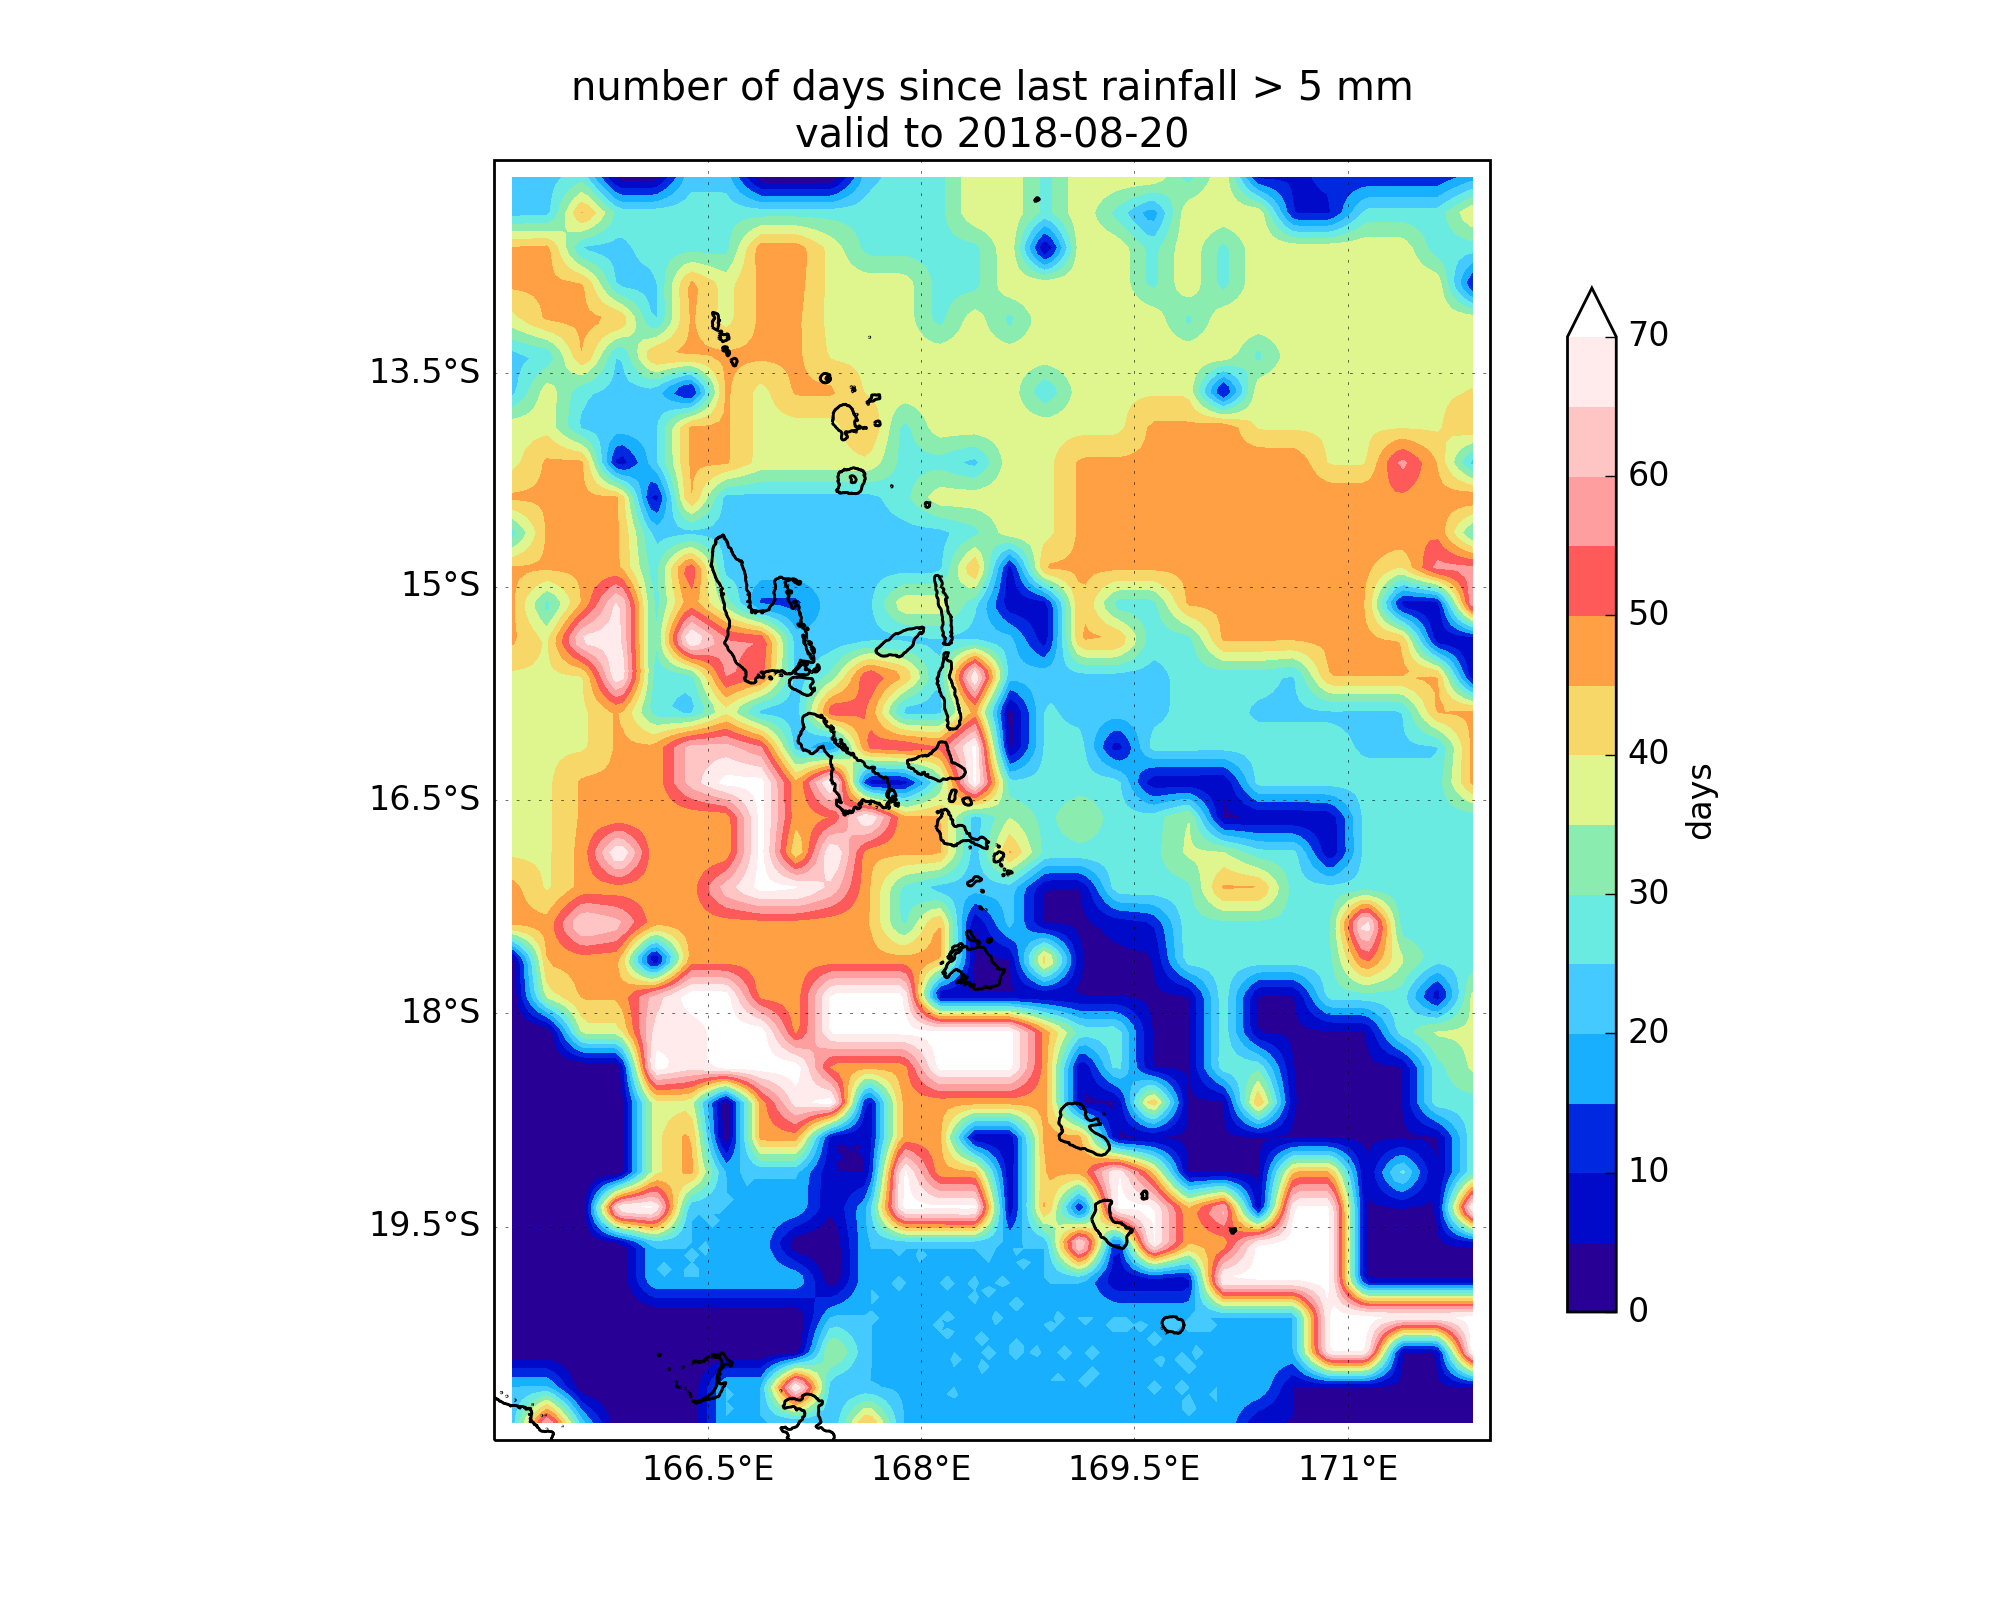 number of days since last rainfall > 5 mm
valid to 2018-08-20
70
60
50
40
30
20
10
0
days
13.5°S
15°S
16.5°S
18°S
19.5°S
166.5°E
168°E
169.5°E
171°E